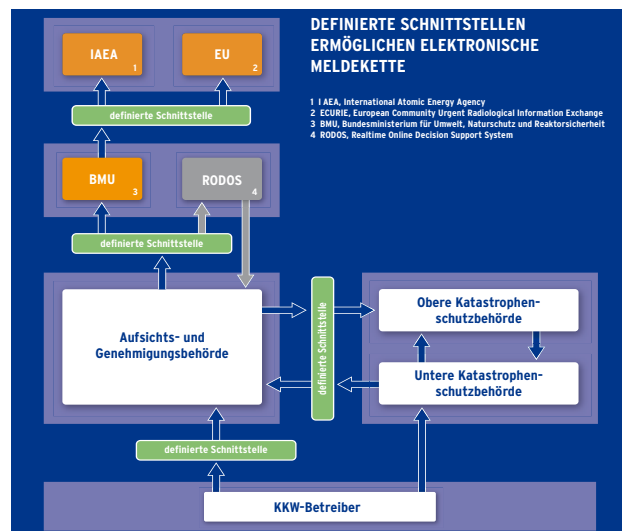 DEFINIERTE SCHNITTSTELLEN
ERMÖGLICHEN ELEKTRONISCHE
MELDEKETTE
1 I AEA, International Atomic Energy Agency
2 ECURIE, European Community Urgent Radiological Information Exchange
3 BMU, Bundesministerium für Umwelt, Naturschutz und Reaktorsicherheit
4 RODOS, Realtime Online Decision Support System
IAEA
1
EU
2
definierte Schnittstelle
BMU
3
RODOS
4
definierte Schnittstelle
Aufsichts- und
Genehmigungsbehörde
definierte Schnittstelle
Obere Katastrophen-
schutzbehörde
Untere Katastrophen-
schutzbehörde
definierte Schnittstelle
KKW-Betreiber